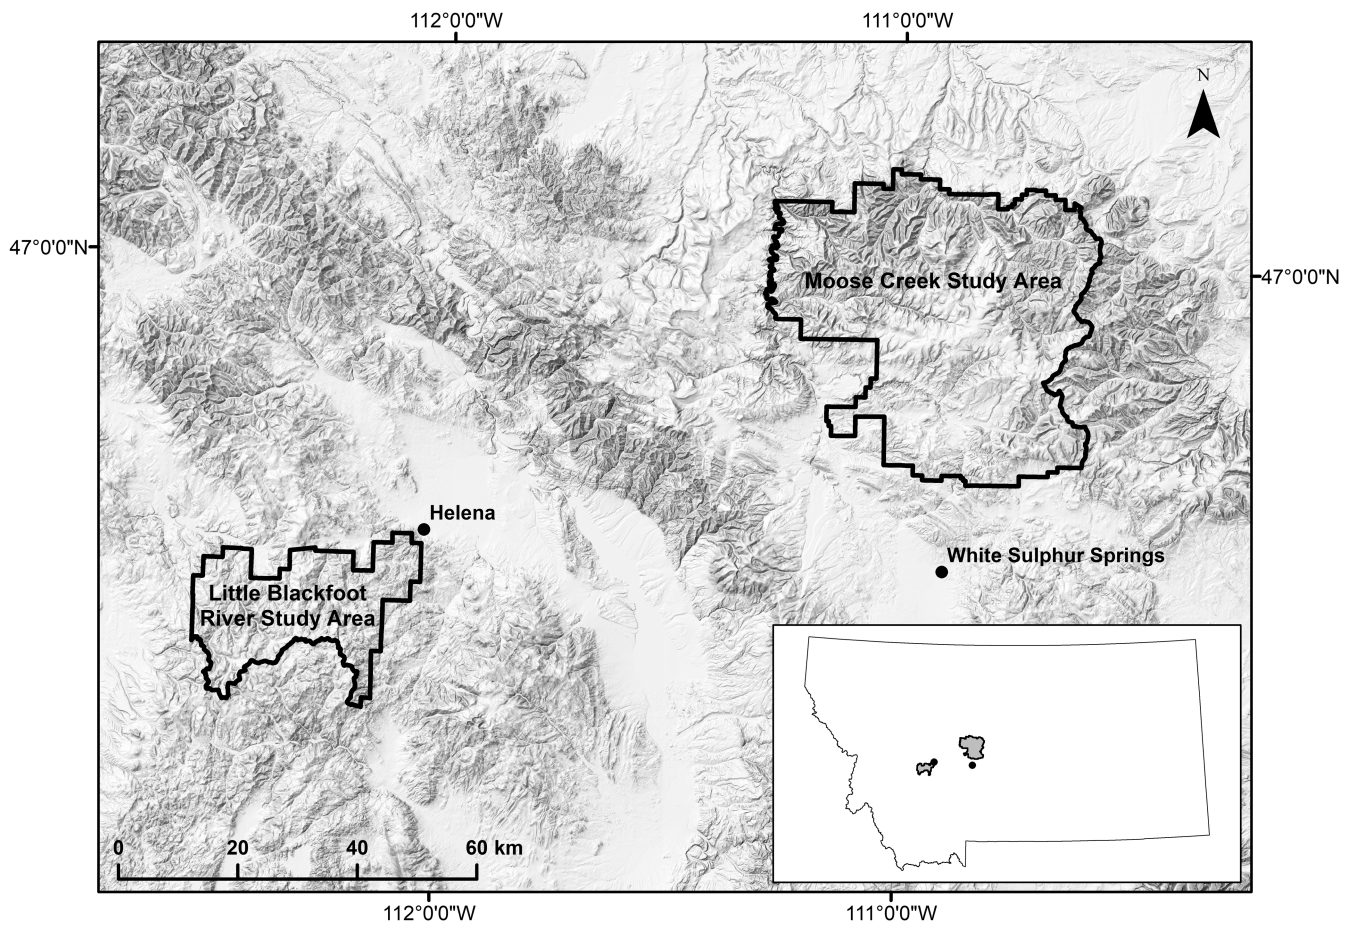 112°0'0"W
111°0'0"W
N
47°0'0"N
47°0'0"N
Moose Creek Study Area
Helena
White Sulphur Springs
Little Blackfoot
River Study Area
0
20
40
60 km
112°0'0"W
111°0'0"W